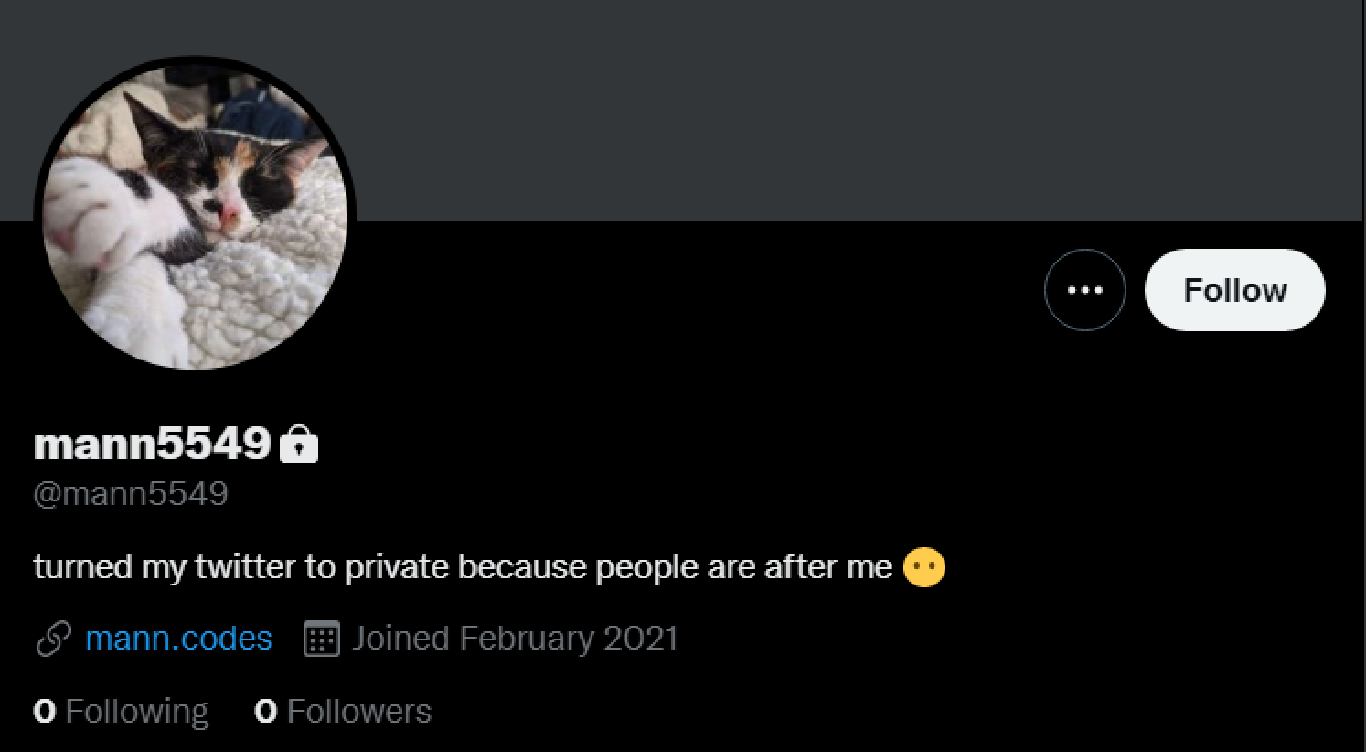 Follow
mann5549
@mann5549
turned my twitter to private because people are after me 😶
mann.codes Joined February 2021
0 Following 0 Followers